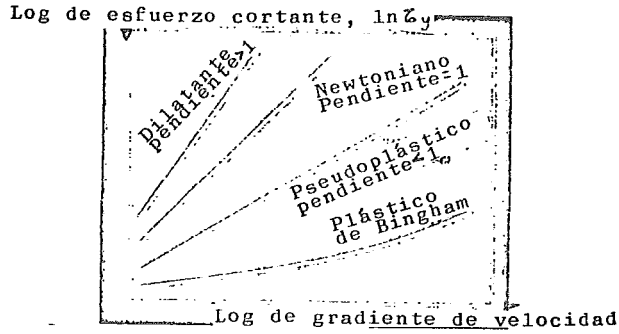 Log de esfuerzo cortante, ln τy
Dilatante
pendiente>1
Newtoniano
Pendiente=1
Pseudoplástico
pendiente<1
Plástico
de Bingham
Log de gradiente de velocidad